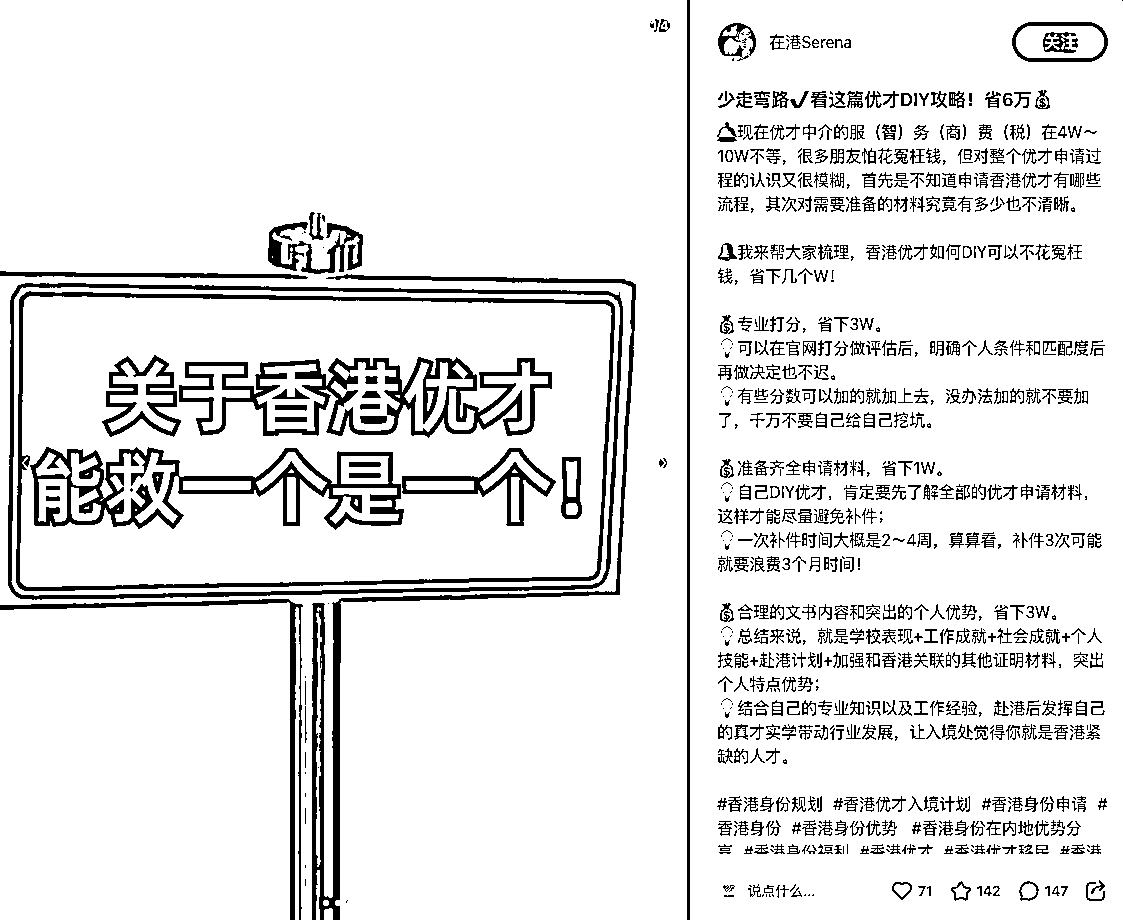 1/4
关于香港优才
能救一个是一个！
在港Serena
关注
少走弯路✔看这篇优才DIY攻略！省6万💰
现在优才中介的服（智）务（商）费（税）在4W～
10W不等，很多朋友怕花冤枉钱，但对整个优才申请过
程的认识又很模糊，首先是不知道申请香港优才有哪些
流程，其次对需要准备的材料究竟有多少也不清晰。
我来帮大家梳理，香港优才如何DIY可以不花冤枉
钱，省下几个W！
💰专业打分，省下3W。
💡可以在官网打分做评估后，明确个人条件和匹配度后
再做决定也不迟。
💡有些分数可以加的就加上去，没办法加的就不要加
了，千万不要自己给自己挖坑。
💰准备齐全申请材料，省下1W。
💡自己DIY优才，肯定要先了解全部的优才申请材料，
这样才能尽量避免补件；
💡一次补件时间大概是2～4周，算算看，补件3次可能
就要浪费3个月时间！
💰合理的文书内容和突出的个人优势，省下3W。
💡总结来说，就是学校表现+工作成就+社会成就+个人
技能+赴港计划+加强和香港关联的其他证明材料，突出
个人特点优势；
💡结合自己的专业知识以及工作经验，赴港后发挥自己
的真才实学带动行业发展，让入境处觉得你就是香港紧
缺的人才。
#香港身份规划 #香港优才入境计划 #香港身份申请 #
香港身份 #香港身份优势 #香港身份在内地优势分
享 #香港身份福利 #香港优才 #香港优才移民 #香港
说点什么...
71
142
147